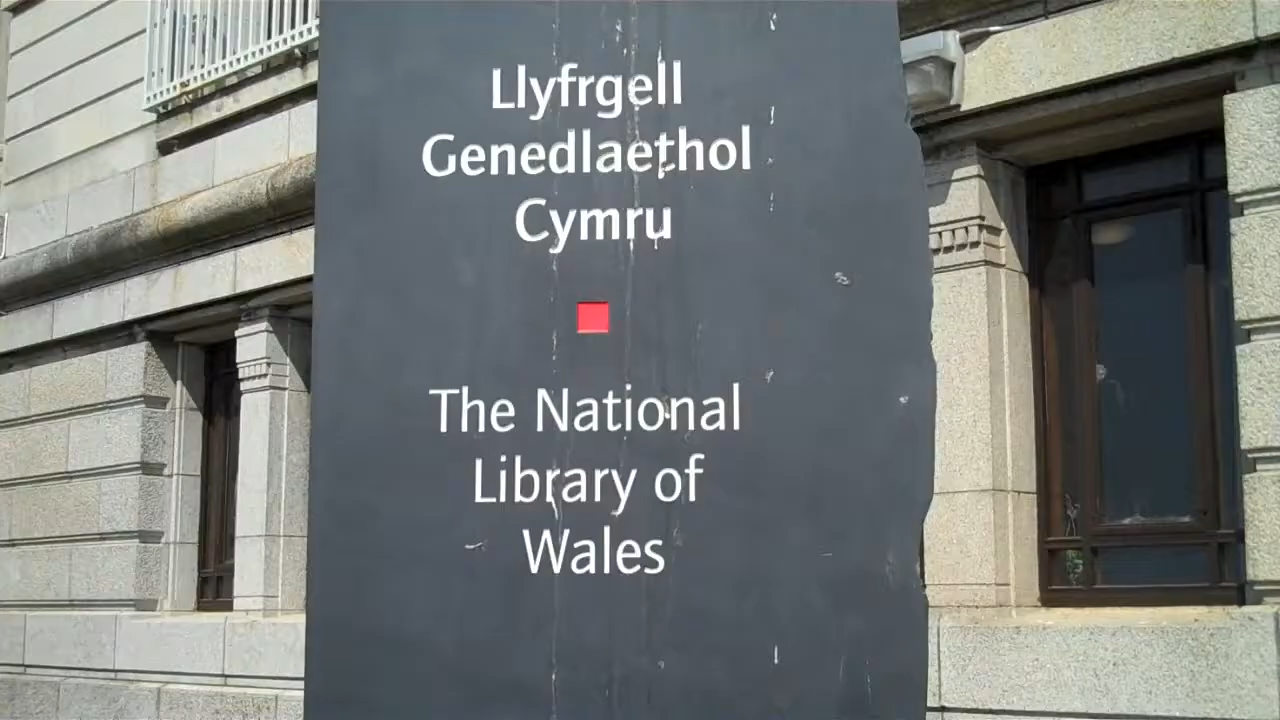 Llyfrgell
Genedlaethol
Cymru
The National
Library of
Wales